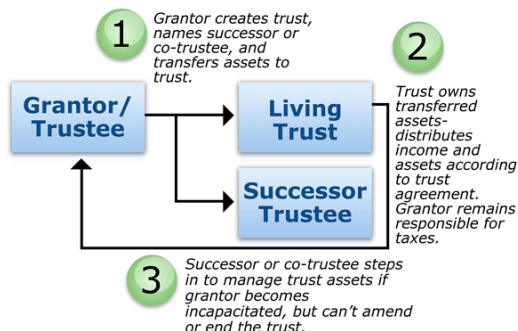 1
Grantor creates trust,
names successor or
co-trustee, and
transfers assets to
trust.
2
Grantor/
Trustee
Living
Trust
Successor
Trustee
Trust owns
transferred
assets-
distributes
income and
assets according
to trust
agreement.
Grantor remains
responsible for
taxes.
3
Successor or co-trustee steps
in to manage trust assets if
grantor becomes
incapacitated, but can't amend
or end the trust.